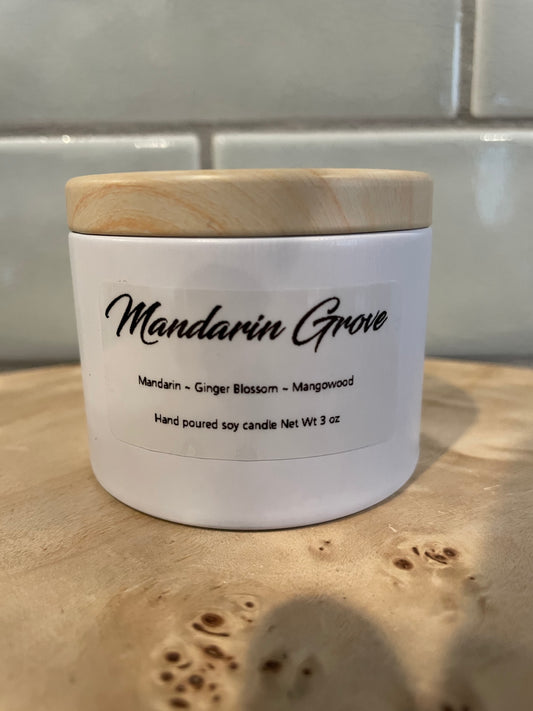 Mandarin Grove
Mandarin ~ Ginger Blossom ~ Mangowood
Hand poured soy candle Net Wt 3 oz